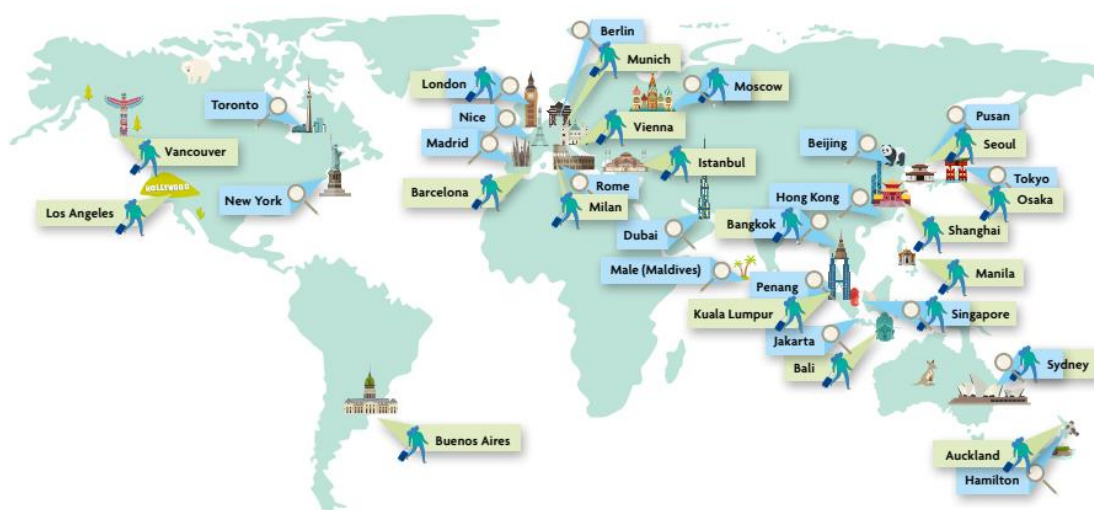 Berlin
Munich
London
Moscow
Toronto
Nice
Pusan
Vienna
Madrid
Beijing
Seoul
Vancouver
Istanbul
Tokyo
Barcelona
Rome
Hong Kong
Osaka
HOLLYWOOD
New York
Milan
Los Angeles
Bangkok
Shanghai
Dubai
Male (Maldives)
Manila
Penang
Kuala Lumpur
Singapore
Jakarta
Bali
Sydney
Buenos Aires
Auckland
Hamilton